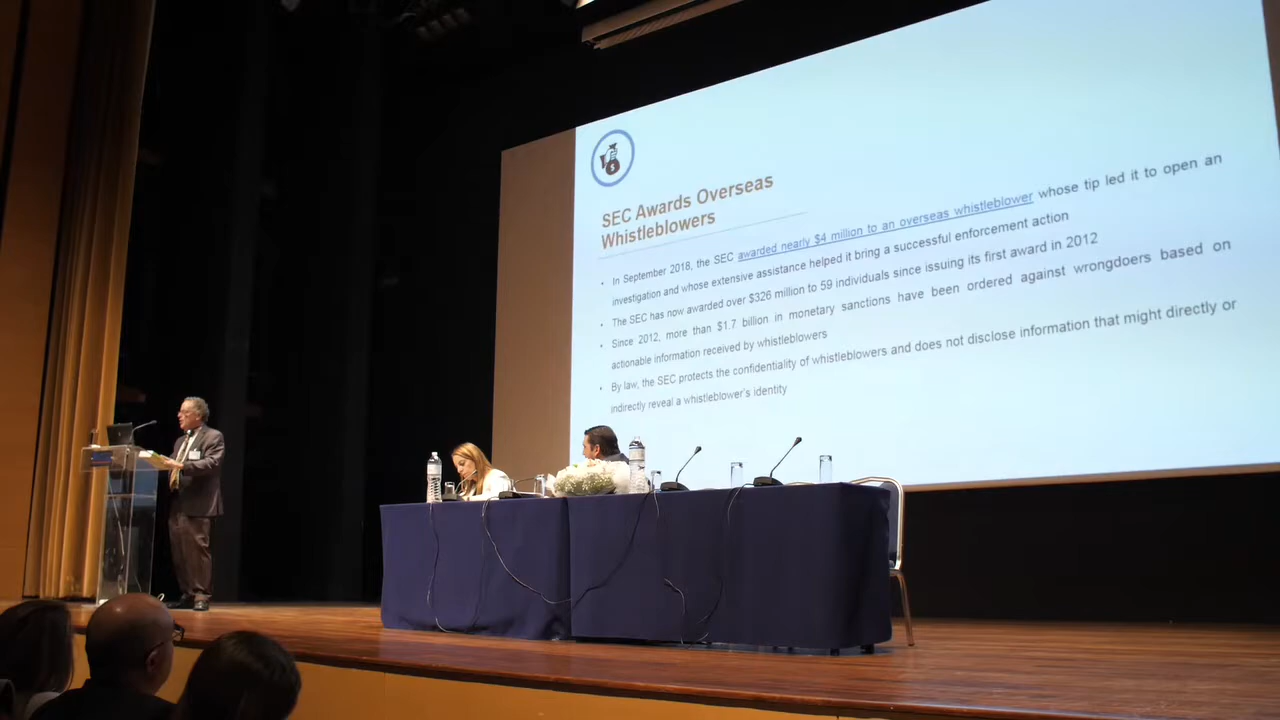 SEC Awards Overseas
Whistleblowers
• In September 2018, the SEC awarded nearly $4 million to an overseas whistleblower whose tip led it to open an
investigation and whose extensive assistance helped it bring a successful enforcement action
• The SEC has now awarded over $326 million to 59 individuals since issuing its first award in 2012
• Since 2012, more than $1.7 billion in monetary sanctions have been ordered against wrongdoers based on
actionable information received by whistleblowers
• By law, the SEC protects the confidentiality of whistleblowers and does not disclose information that might directly or
indirectly reveal a whistleblower's identity